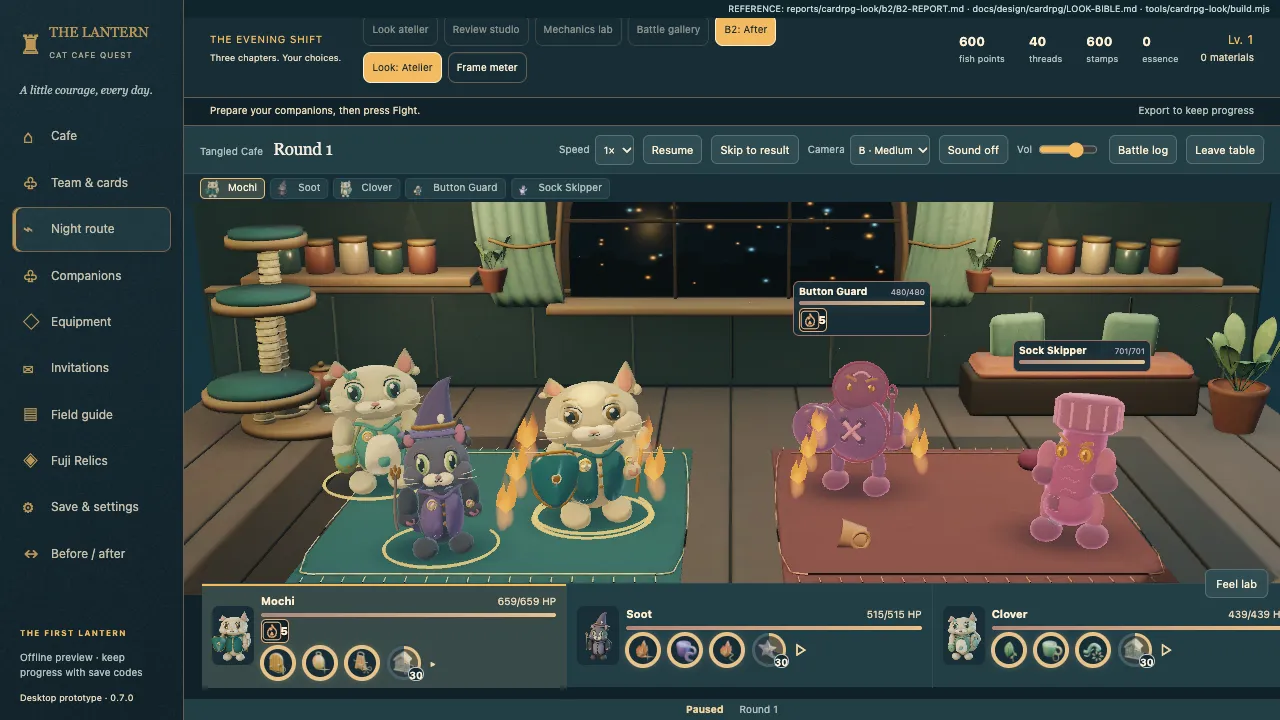 REFERENCE: reports/cardrpg-look/b2/B2-REPORT.md · docs/design/cardrpg/LOOK-BIBLE.md · tools/cardrpg-look/build.mjs
THE LANTERN
CAT CAFE QUEST
A little courage, every day.
Cafe
Team & cards
Night route
Companions
Equipment
Invitations
Field guide
Fuji Relics
Save & settings
Before / after
THE FIRST LANTERN
Offline preview · keep
progress with save codes
Desktop prototype · 0.7.0
THE EVENING SHIFT
Three chapters. Your choices.
Look atelier
Review studio
Mechanics lab
Battle gallery
B2: After
Look: Atelier
Frame meter
600
fish points
40
threads
600
stamps
0
essence
Lv. 1
0 materials
Prepare your companions, then press Fight.
Export to keep progress
Tangled Cafe
Round 1
Speed
1×
Resume
Skip to result
Camera
B · Medium
Sound off
Vol
Battle log
Leave table
Mochi
Soot
Clover
Button Guard
Sock Skipper
Button Guard
480/480
5
Sock Skipper
701/701
Feel lab
Mochi
659/659 HP
5
30
Soot
515/515 HP
30
Clover
439/439 H
30
Paused
Round 1